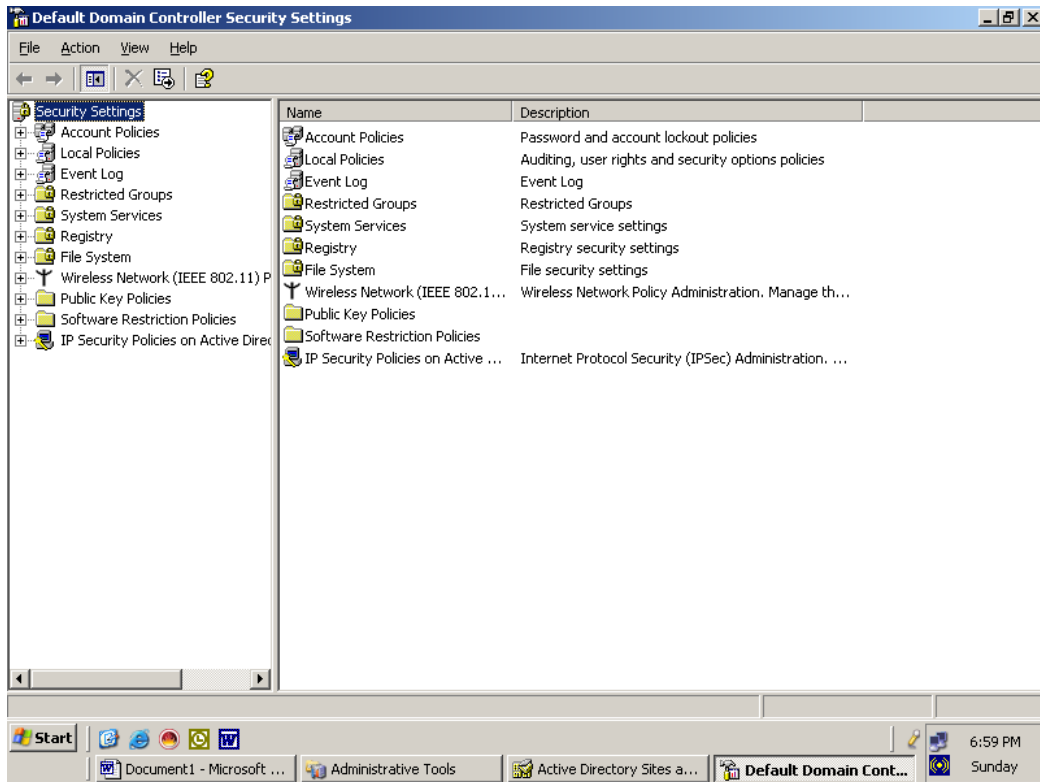 Default Domain Controller Security Settings
File Action View Help
Security Settings
Account Policies
Local Policies
Event Log
Restricted Groups
System Services
Registry
File System
Wireless Network (IEEE 802.11) P
Public Key Policies
Software Restriction Policies
IP Security Policies on Active Direc
Name Description
Account Policies Password and account lockout policies
Local Policies Auditing, user rights and security options policies
Event Log Event Log
Restricted Groups Restricted Groups
System Services System service settings
Registry Registry security settings
File System File security settings
Wireless Network (IEEE 802.1... Wireless Network Policy Administration. Manage th...
Public Key Policies
Software Restriction Policies
IP Security Policies on Active ... Internet Protocol Security (IPSec) Administration. ...
Start 6:59 PM
Document1 - Microsoft ... Administrative Tools Active Directory Sites a... Default Domain Cont... Sunday